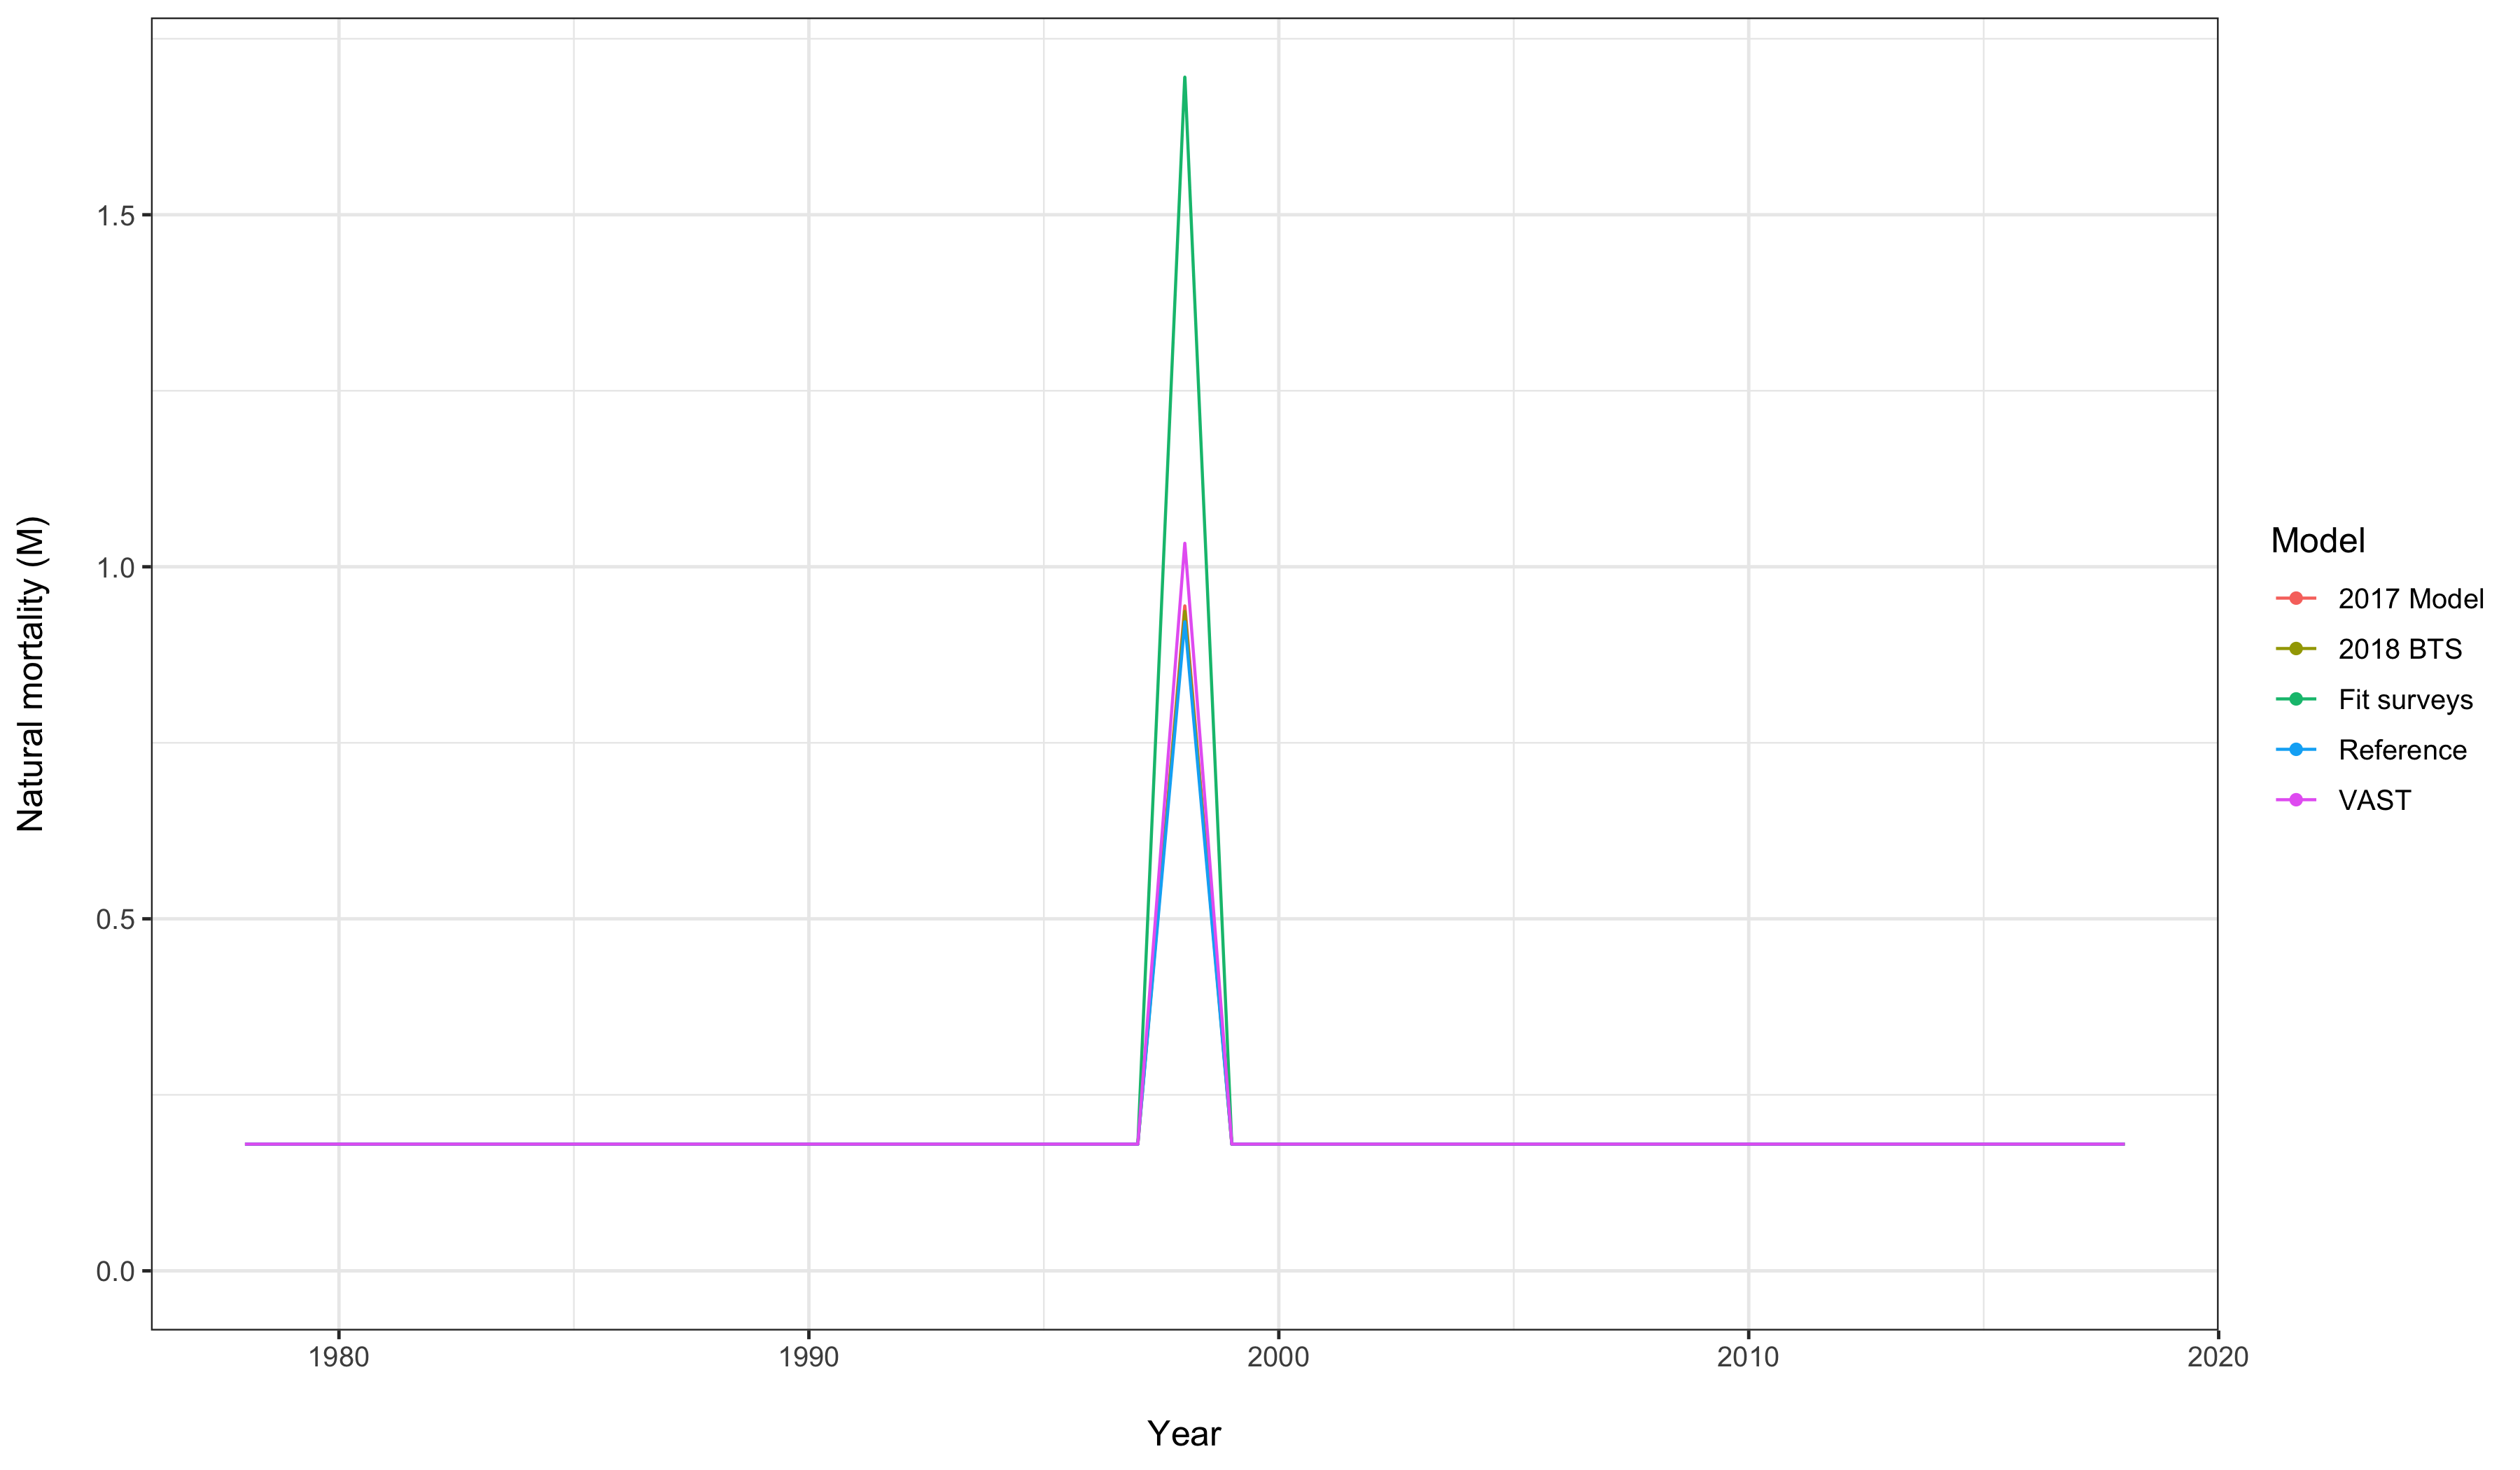 Natural mortality (M)
1.5
1.0
0.5
0.0
1980
1990
2000
2010
2020
Year
Model
2017 Model
2018 BTS
Fit surveys
Reference
VAST